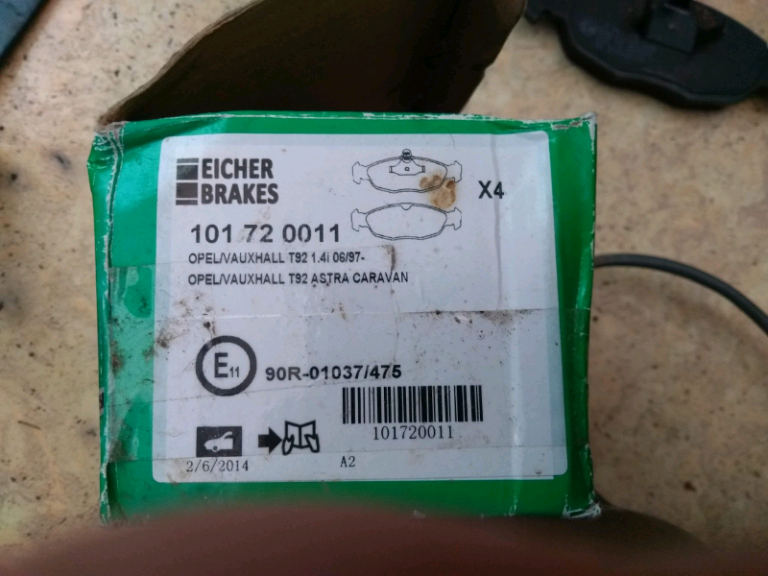 EICHER
BRAKES
X4
101 72 0011
OPEL/VAUXHALL T92 1.4i 06/97-
OPEL/VAUXHALL T92 ASTRA CARAVAN
E11
90R-01037/475
101720011
2/6/2014
A2